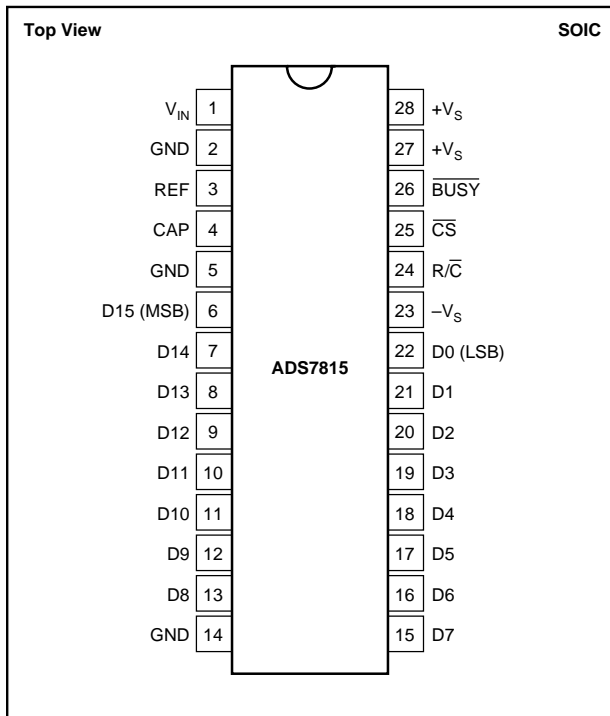 Top View SOIC
V_IN 1 28 +V_S
GND 2 27 +V_S
REF 3 26 B̅U̅S̅Y̅
CAP 4 25 C̅S̅
GND 5 24 R/C̅
D15 (MSB) 6 23 –V_S
D14 7 22 D0 (LSB)
ADS7815
D13 8 21 D1
D12 9 20 D2
D11 10 19 D3
D10 11 18 D4
D9 12 17 D5
D8 13 16 D6
GND 14 15 D7